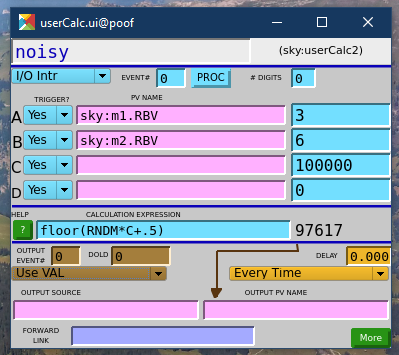 userCalc.ui@poof
noisy (sky:userCalc2)
I/O Intr EVENT# 0 PROC # DIGITS 0
TRIGGER? PV NAME
A Yes sky:m1.RBV 3
B Yes sky:m2.RBV 6
C Yes 100000
D Yes 0
HELP CALCULATION EXPRESSION
? floor(RNDM*C+.5) 97617
OUTPUT EVENT# 0 DOLD 0 DELAY 0.000
Use VAL Every Time
OUTPUT SOURCE OUTPUT PV NAME
FORWARD LINK More